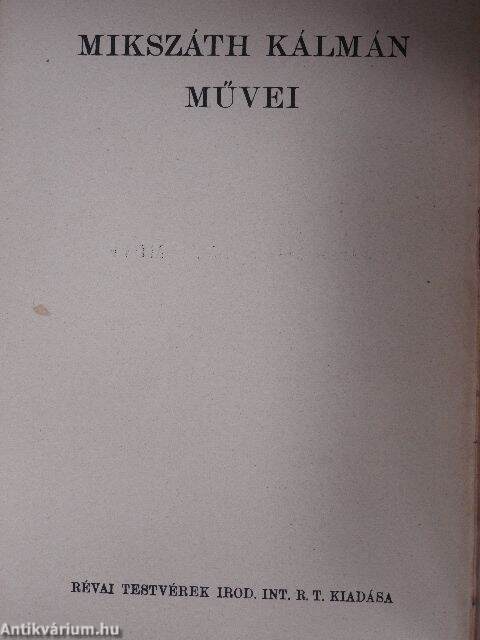 MIKSZÁTH KÁLMÁN
MŰVEI
RÉVAI TESTVÉREK IROD. INT. R. T. KIADÁSA
Antikvárium.hu